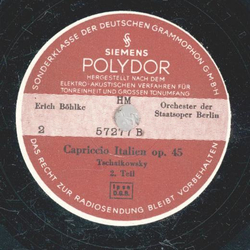 SONDERKLASSE DER DEUTSCHEN GRAMMOPHON G.M.B.H.
SIEMENS
POLYDOR
HERGESTELLT NACH DEM
ELEKTRO-AKUSTISCHEN VERFAHREN FÜR
TONREINHEIT UND GROSSEN TONUMFANG
HM
Erich Böhlke
Orchester der
Staatsoper Berlin
2
57277 B
Capriccio Italien op. 45
Tschaikowsky
2. Teil
DAS RECHT ZUR RADIOSENDUNG BLEIBT VORBEHALTEN